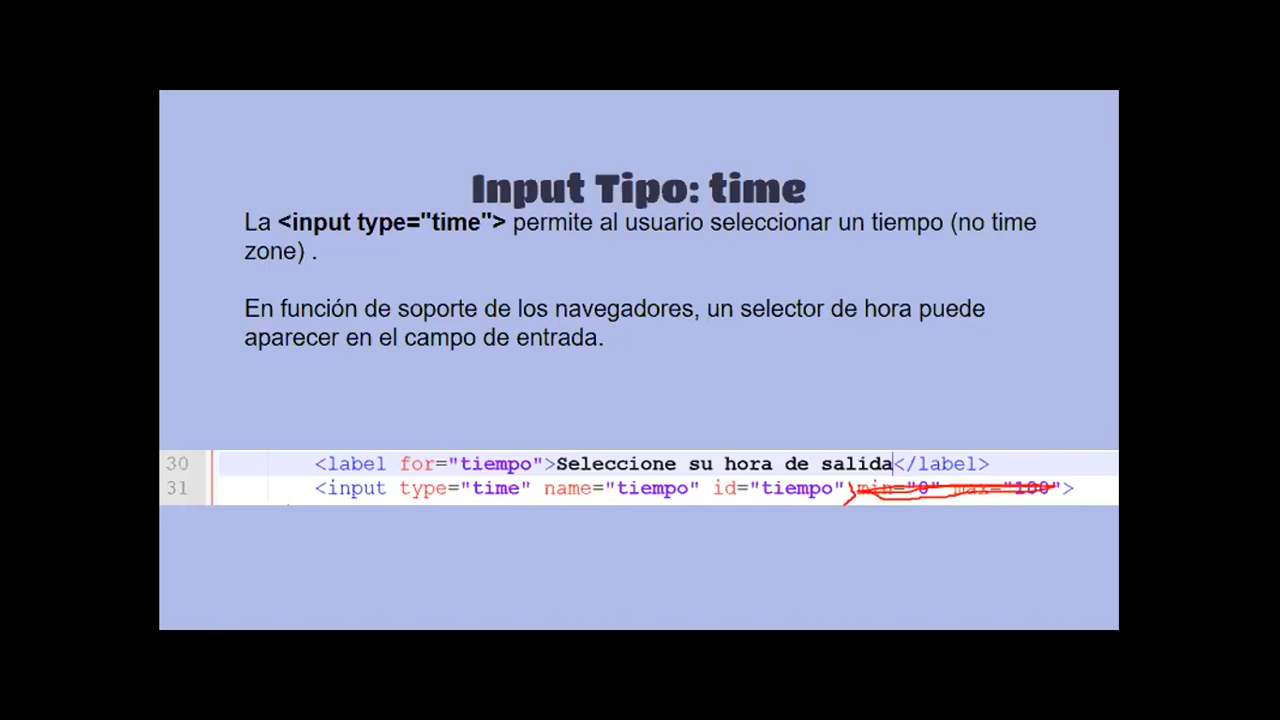 Input Tipo: time
La <input type="time"> permite al usuario seleccionar un tiempo (no time
zone) .
En función de soporte de los navegadores, un selector de hora puede
aparecer en el campo de entrada.
30 <label for="tiempo">Seleccione su hora de salida</label>
31 <input type="time" name="tiempo" id="tiempo" min="0" max="100">